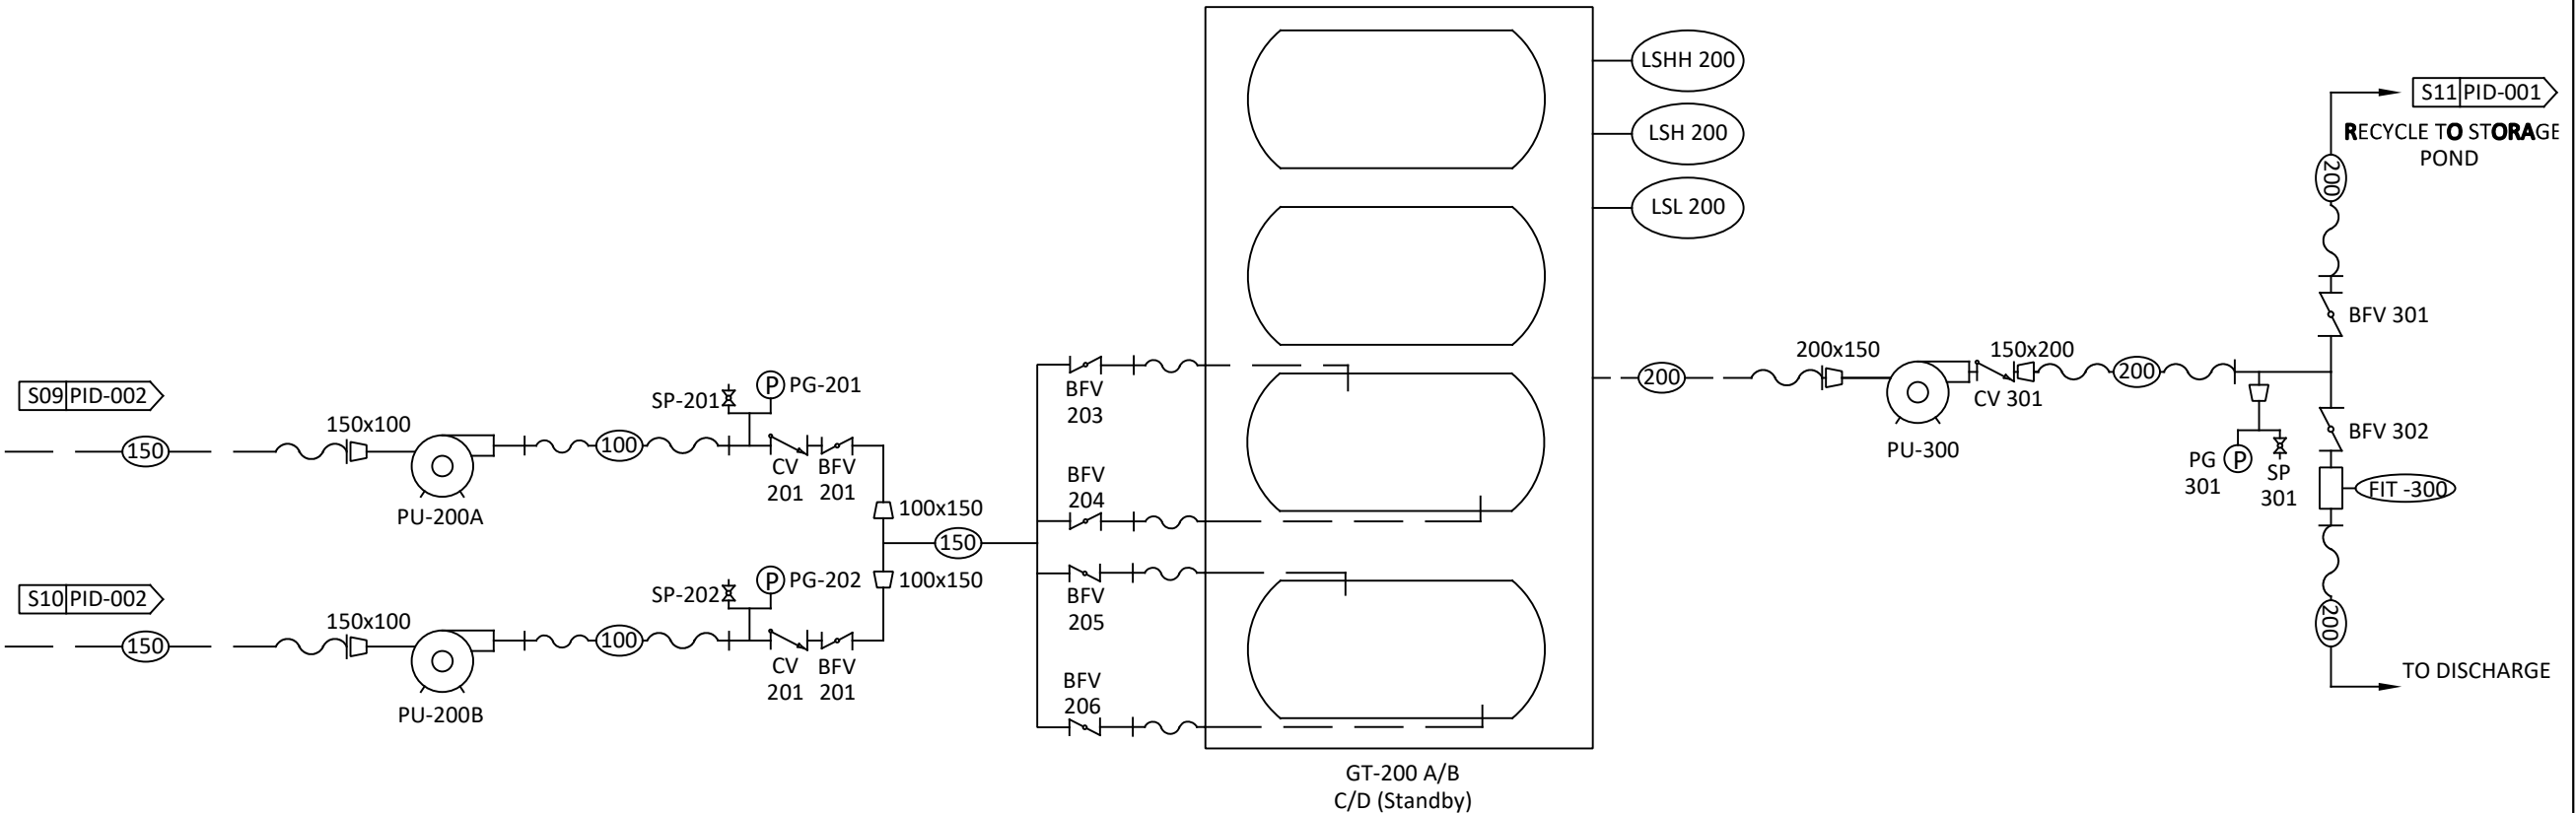 LSHH 200
LSH 200
LSL 200
S11 PID-001
RECYCLE TO STORAGE
POND
200
BFV 301
200x150
150x200
200
200
CV 301
PU-300
BFV 302
PG
301
SP
301
FIT -300
200
TO DISCHARGE
S09 PID-002
150
150x100
PU-200A
100
SP-201
PG-201
P
CV
201
BFV
201
100x150
150
100x150
S10 PID-002
150
150x100
PU-200B
100
SP-202
PG-202
P
CV
201
BFV
201
BFV
203
BFV
204
BFV
205
BFV
206
P
GT-200 A/B
C/D (Standby)